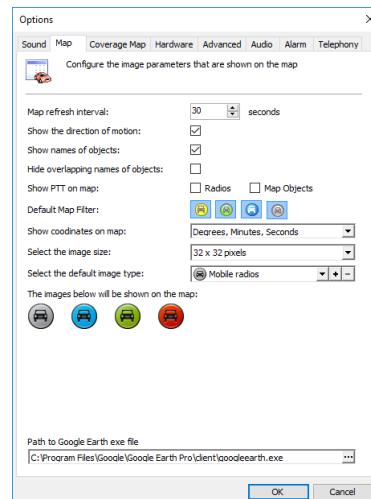 Options
Sound Map Coverage Map Hardware Advanced Audio Alarm Telephony
Configure the image parameters that are shown on the map
Map refresh interval: 30 seconds
Show the direction of motion:
Show names of objects:
Hide overlapping names of objects:
Show PTT on map: Radios Map Objects
Default Map Filter:
Show coodinates on map: Degrees, Minutes, Seconds
Select the image size: 32 x 32 pixels
Select the default image type: Mobile radios
The images below will be shown on the map:
Path to Google Earth exe file
C:\Program Files\Google\Google Earth Pro\client\googleearth.exe
OK Cancel